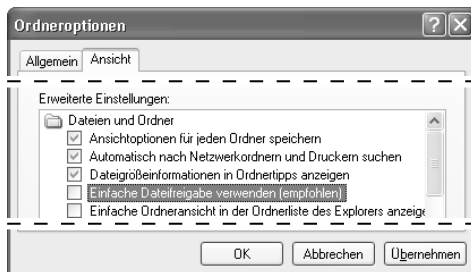 Ordneroptionen
Allgemein Ansicht
Erweiterte Einstellungen:
Dateien und Ordner
Ansichtoptionen für jeden Ordner speichern
Automatisch nach Netzwerkordnern und Druckern suchen
Dateigrößeinformationen in Ordnertipps anzeigen
Einfache Dateifreigabe verwenden (empfohlen)
Einfache Ordneransicht in der Ordnerliste des Explorers anzeige
OK Abbrechen Übernehmen